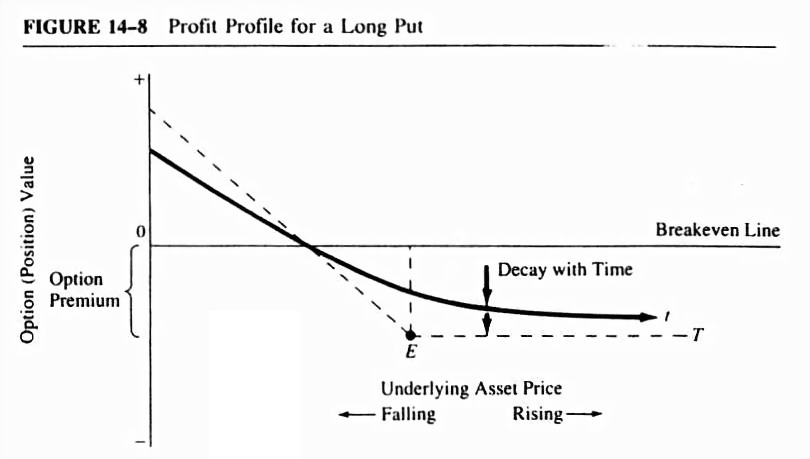 FIGURE 14–8 Profit Profile for a Long Put
+
Option (Position) Value
0
Breakeven Line
Option
Premium
Decay with Time
t
T
E
Underlying Asset Price
← Falling Rising →
−